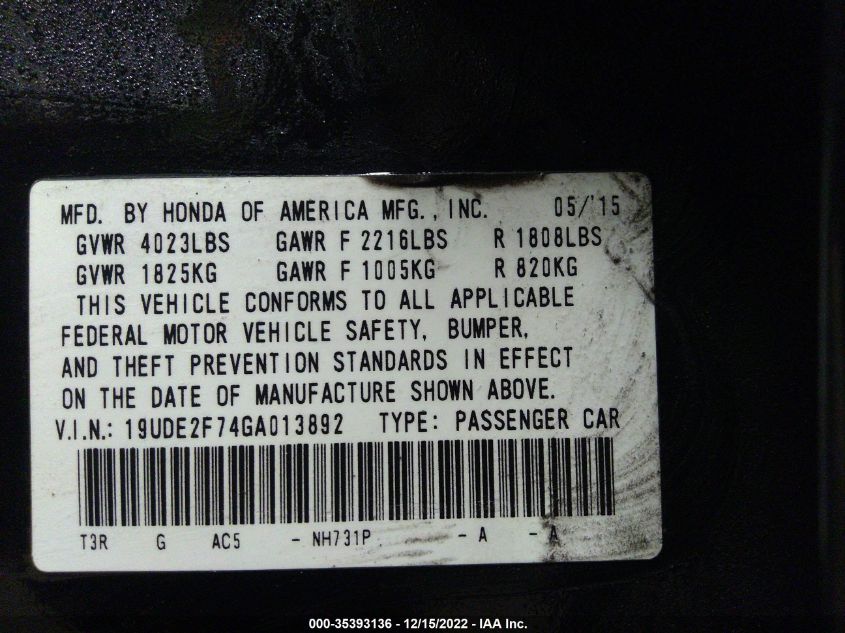 MFD. BY HONDA OF AMERICA MFG., INC. 05/'15
GVWR 4023LBS GAWR F 2216LBS R 1808LBS
GVWR 1825KG GAWR F 1005KG R 820KG
THIS VEHICLE CONFORMS TO ALL APPLICABLE
FEDERAL MOTOR VEHICLE SAFETY, BUMPER,
AND THEFT PREVENTION STANDARDS IN EFFECT
ON THE DATE OF MANUFACTURE SHOWN ABOVE.
V.I.N.: 19UDE2F74GA013892 TYPE: PASSENGER CAR
T3R G AC5 - NH731P - A - A
000-35393136 - 12/15/2022 - IAA Inc.